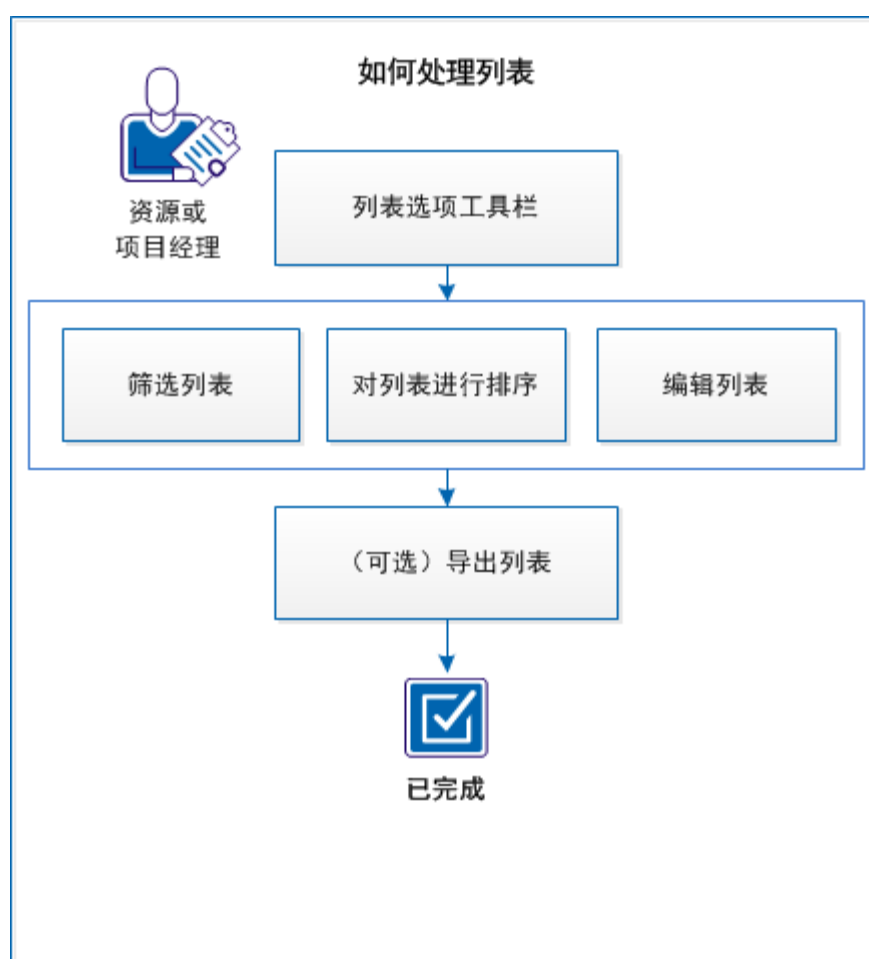 如何处理列表
资源或
项目经理
列表选项工具栏
筛选列表
对列表进行排序
编辑列表
（可选）导出列表
已完成